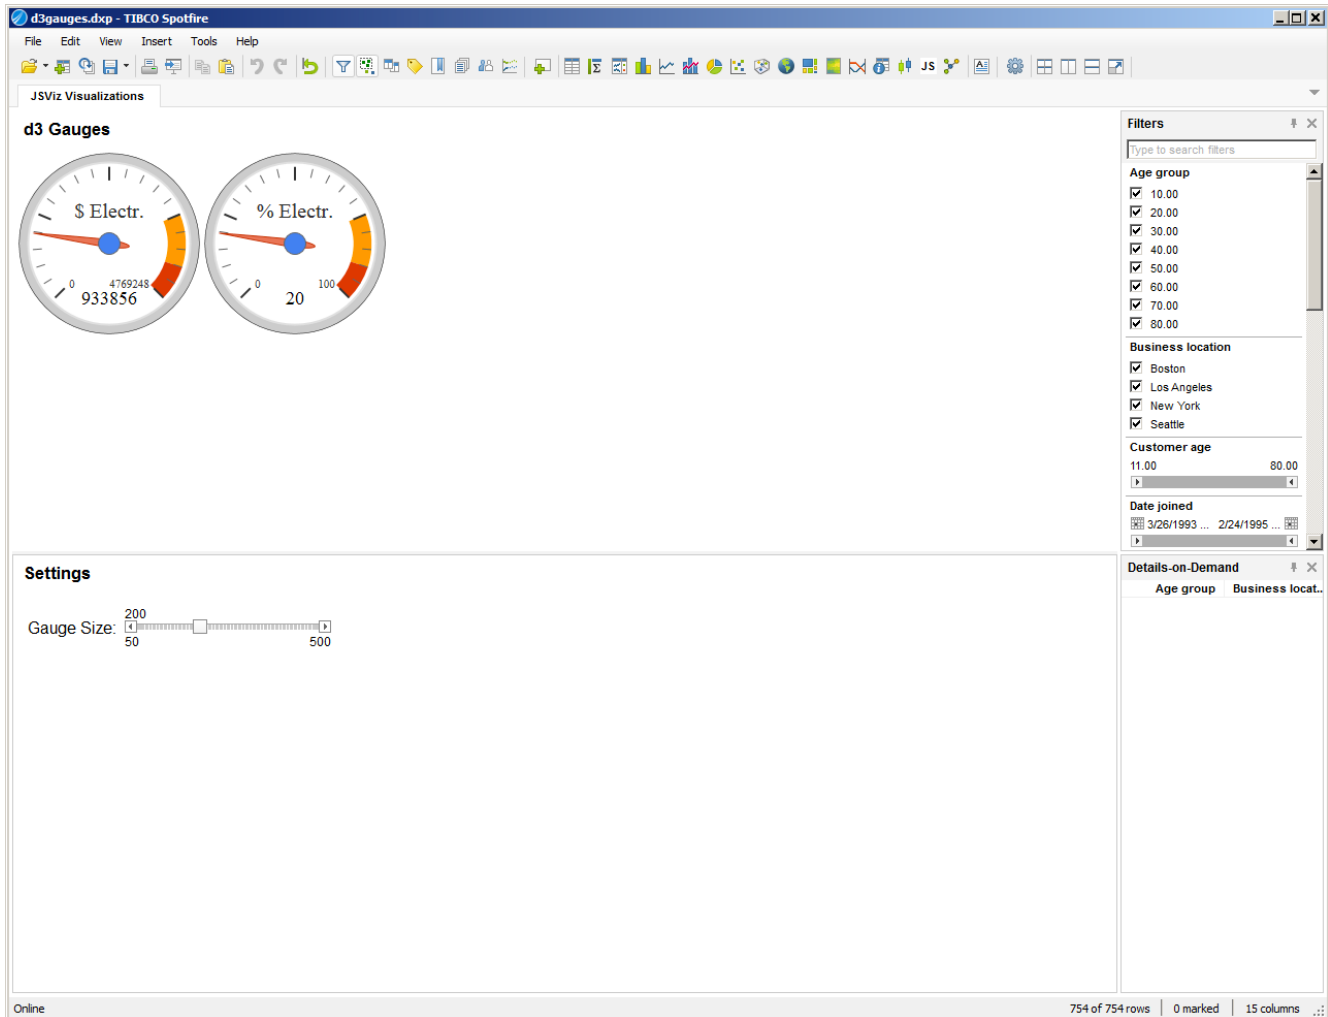 d3gauges.dxp - TIBCO Spotfire
File Edit View Insert Tools Help
JS
JSViz Visualizations
d3 Gauges
$ Electr.
0 4769248
933856
% Electr.
0 100
20
Filters
Type to search filters
Age group
10.00
20.00
30.00
40.00
50.00
60.00
70.00
80.00
Business location
Boston
Los Angeles
New York
Seattle
Customer age
11.00 80.00
Date joined
3/26/1993 ... 2/24/1995 ...
Settings
Gauge Size:
200
50 500
Details-on-Demand
Age group Business locat..
Online
754 of 754 rows 0 marked 15 columns